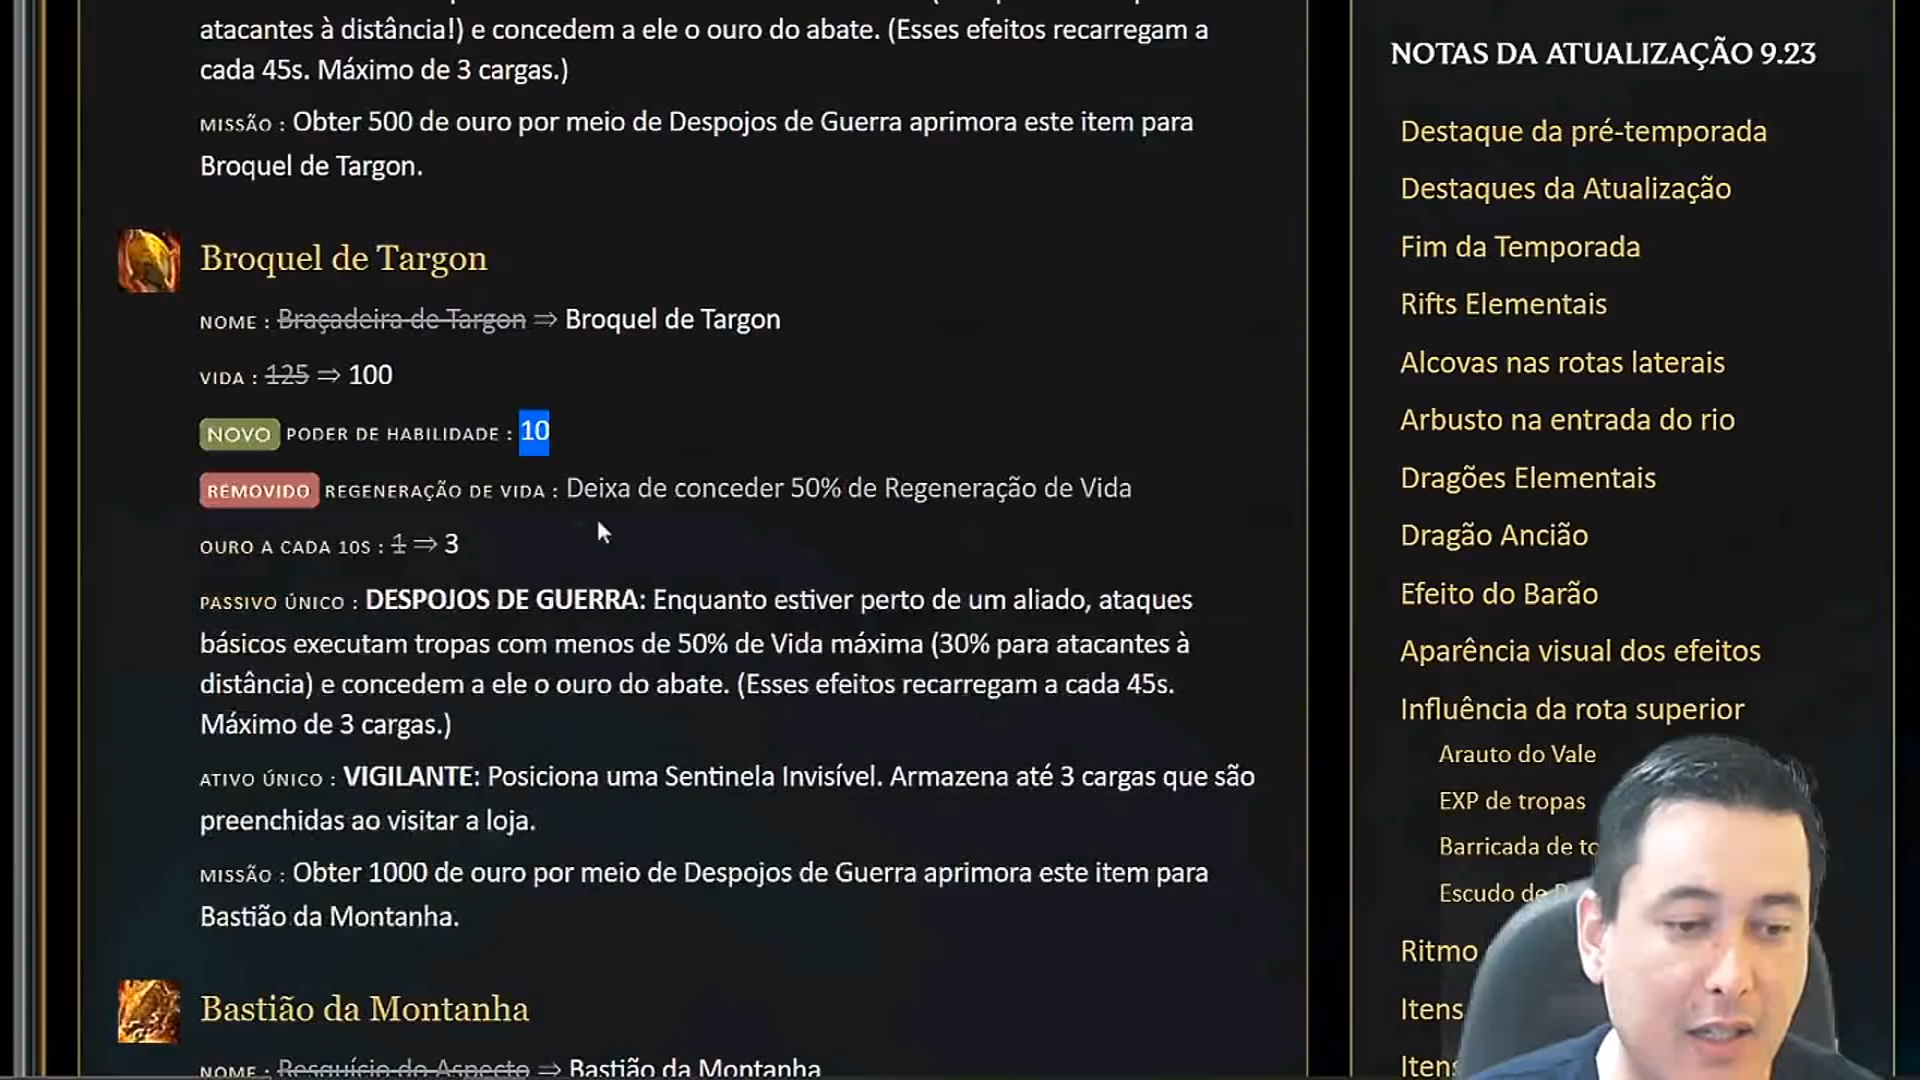 atacantes à distância!) e concedem a ele o ouro do abate. (Esses efeitos recarregam a
cada 45s. Máximo de 3 cargas.)
MISSÃO : Obter 500 de ouro por meio de Despojos de Guerra aprimora este item para
Broquel de Targon.
Broquel de Targon
NOME : Braçadeira de Targon ⇒ Broquel de Targon
VIDA : 125 ⇒ 100
NOVO PODER DE HABILIDADE : 10
REMOVIDO REGENERAÇÃO DE VIDA : Deixa de conceder 50% de Regeneração de Vida
OURO A CADA 10S : 1 ⇒ 3
PASSIVO ÚNICO : DESPOJOS DE GUERRA: Enquanto estiver perto de um aliado, ataques
básicos executam tropas com menos de 50% de Vida máxima (30% para atacantes à
distância) e concedem a ele o ouro do abate. (Esses efeitos recarregam a cada 45s.
Máximo de 3 cargas.)
ATIVO ÚNICO : VIGILANTE: Posiciona uma Sentinela Invisível. Armazena até 3 cargas que são
preenchidas ao visitar a loja.
MISSÃO : Obter 1000 de ouro por meio de Despojos de Guerra aprimora este item para
Bastião da Montanha.
Bastião da Montanha
NOME : Resquício do Aspecto ⇒ Bastião da Montanha
NOTAS DA ATUALIZAÇÃO 9.23
Destaque da pré-temporada
Destaques da Atualização
Fim da Temporada
Rifts Elementais
Alcovas nas rotas laterais
Arbusto na entrada do rio
Dragões Elementais
Dragão Ancião
Efeito do Barão
Aparência visual dos efeitos
Influência da rota superior
Arauto do Vale
EXP de tropas
Barricada de
Escudo de
Ritmo
Itens
Itens